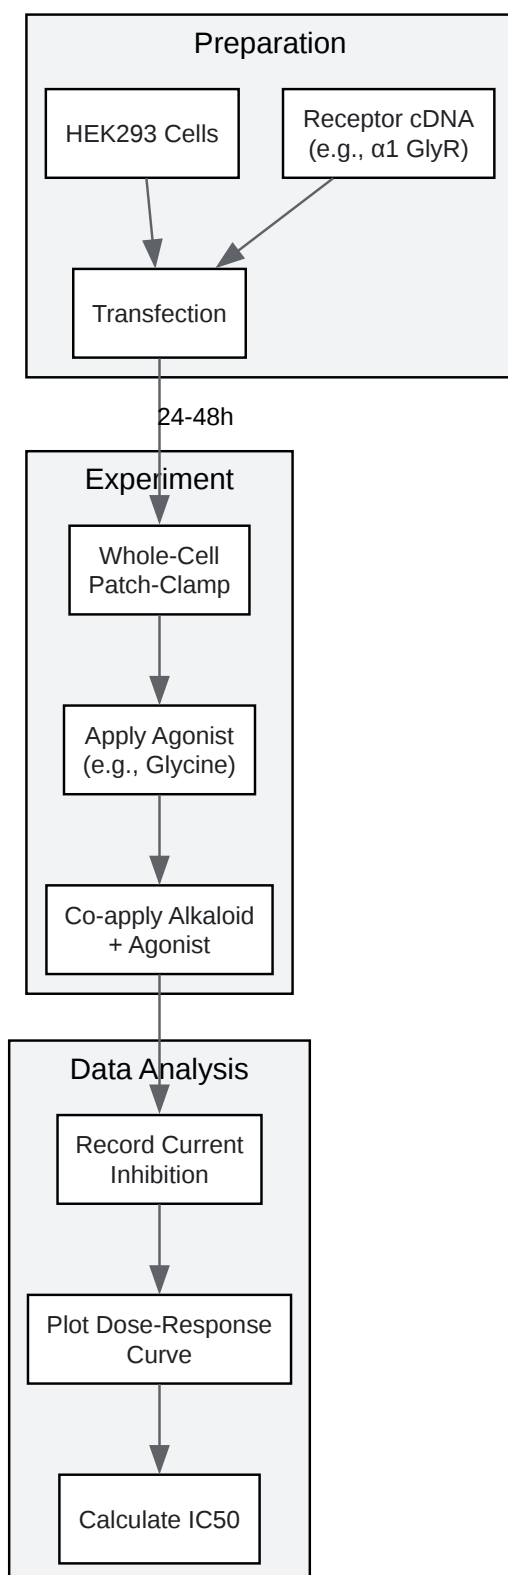 Preparation
HEK293 Cells
Receptor cDNA
(e.g., α1 GlyR)
Transfection
24-48h
Experiment
Whole-Cell
Patch-Clamp
Apply Agonist
(e.g., Glycine)
Co-apply Alkaloid
+ Agonist
Data Analysis
Record Current
Inhibition
Plot Dose-Response
Curve
Calculate IC50